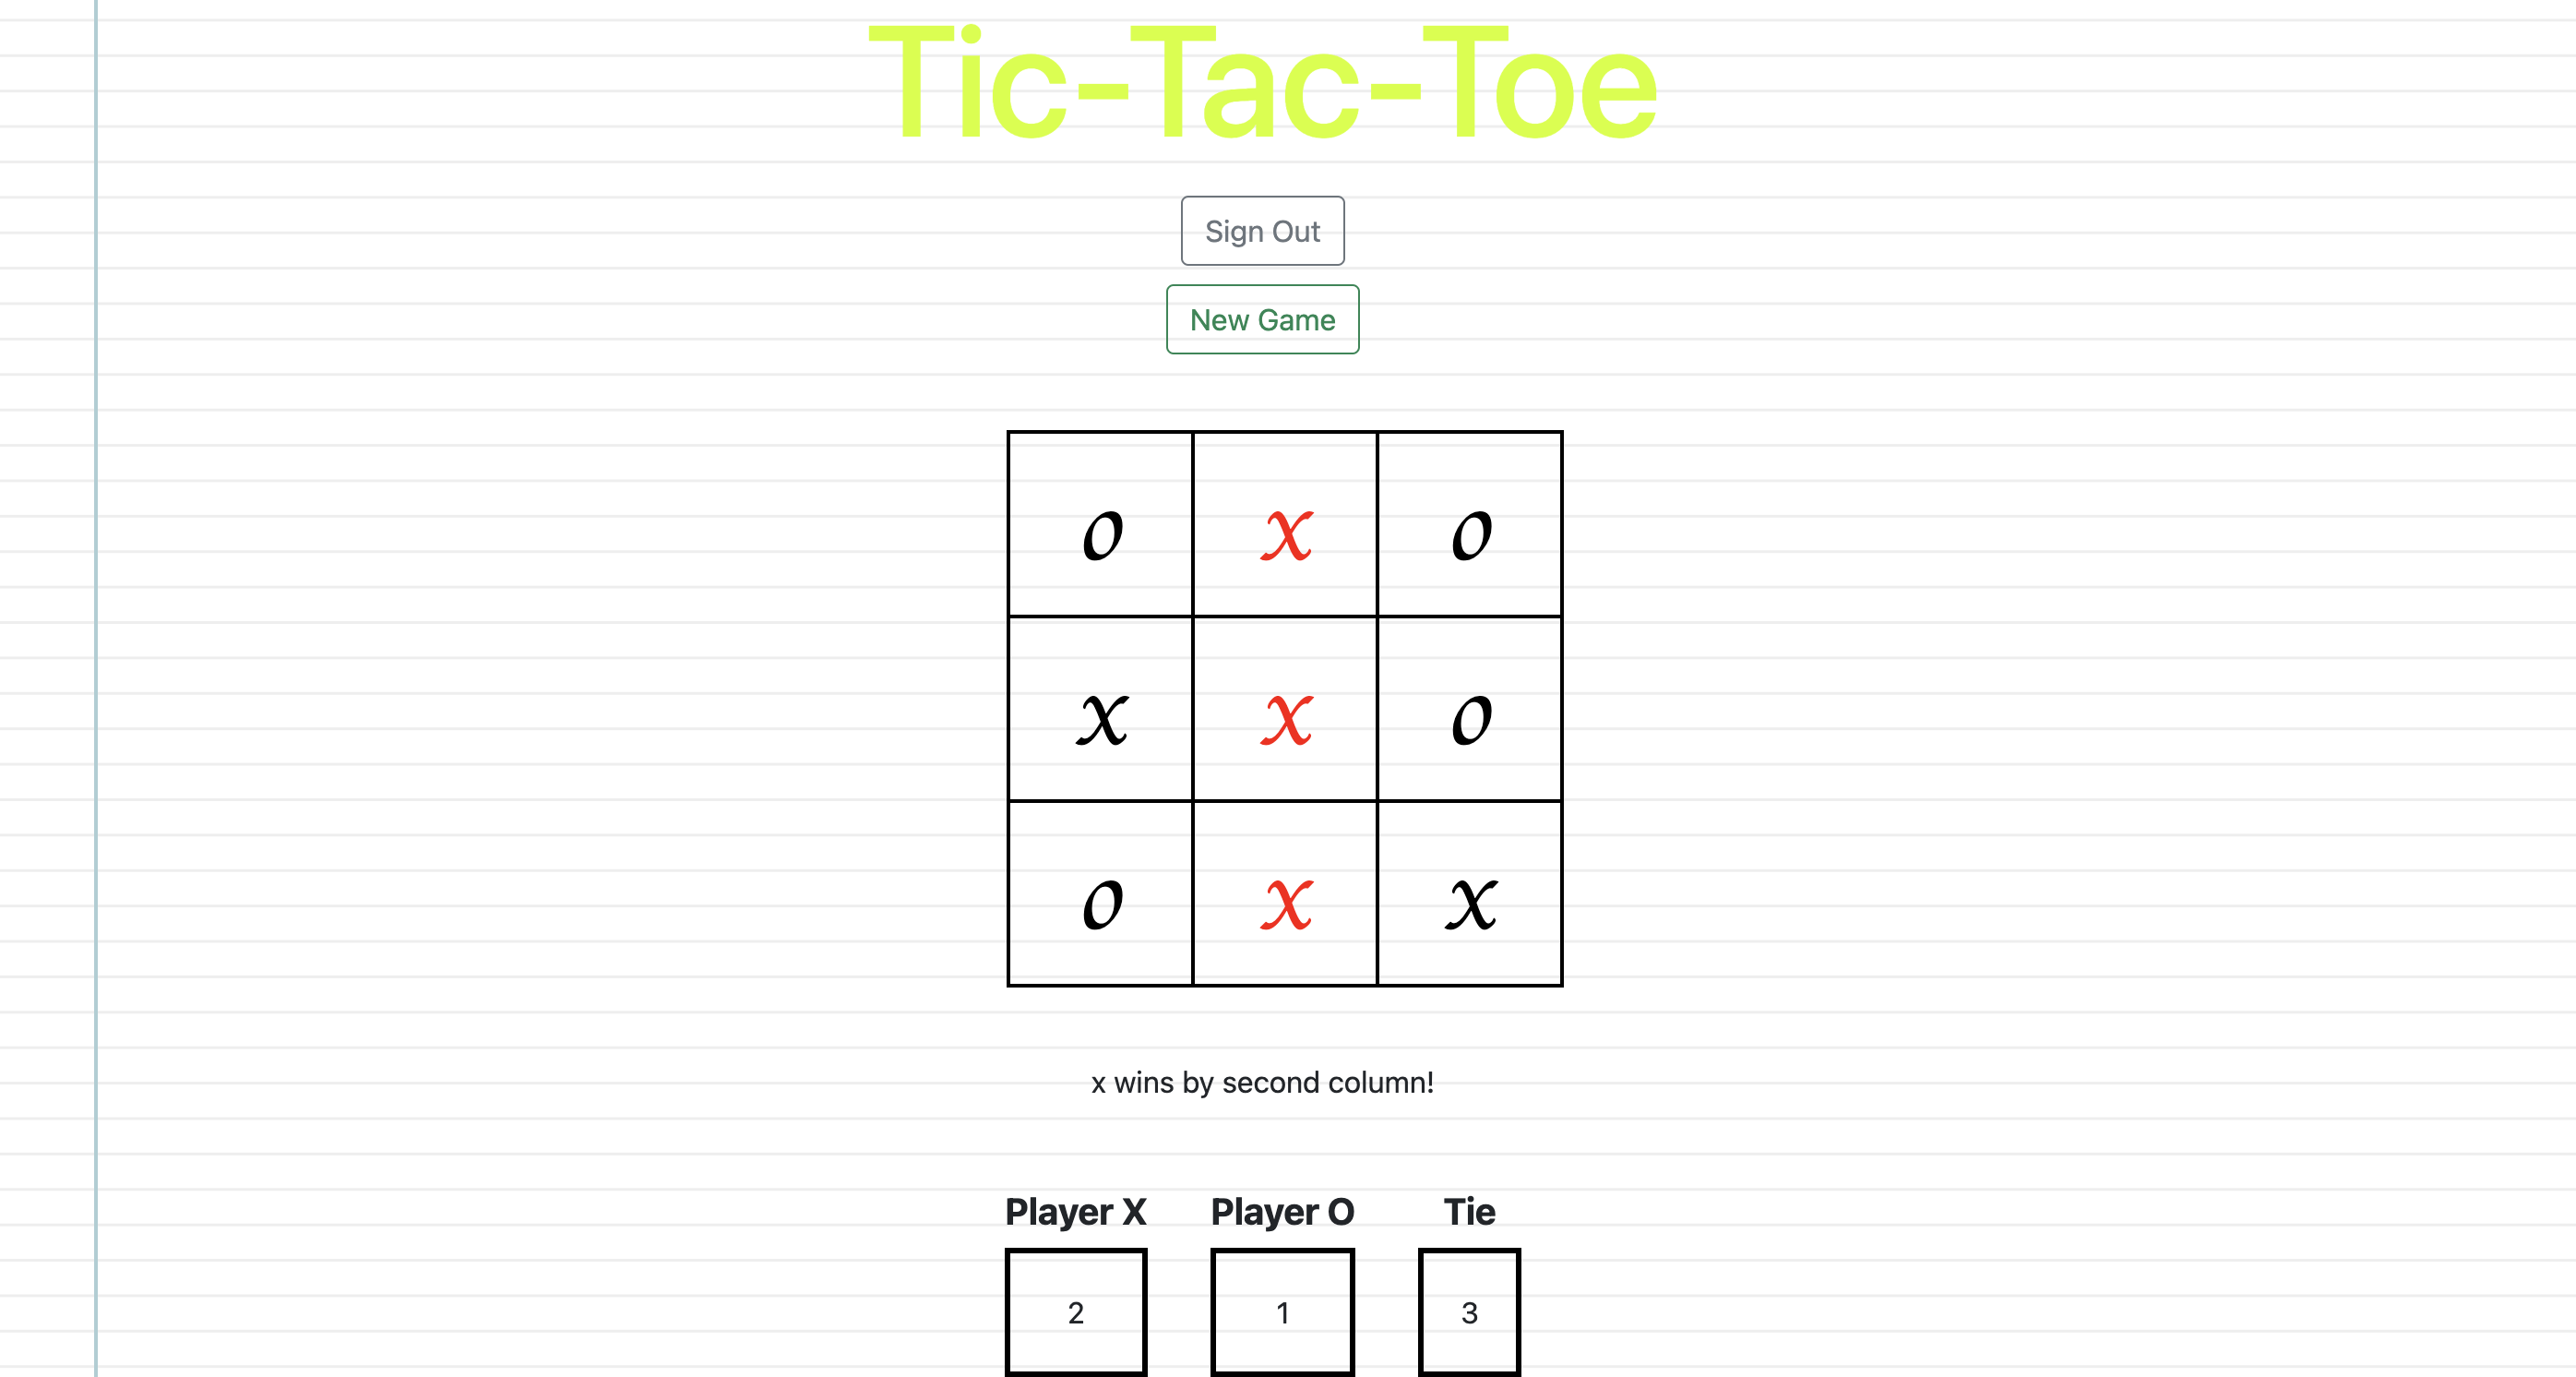 Tic-Tac-Toe
Sign Out
New Game
o x o
x x o
o x x
x wins by second column!
Player X Player O Tie
2 1 3